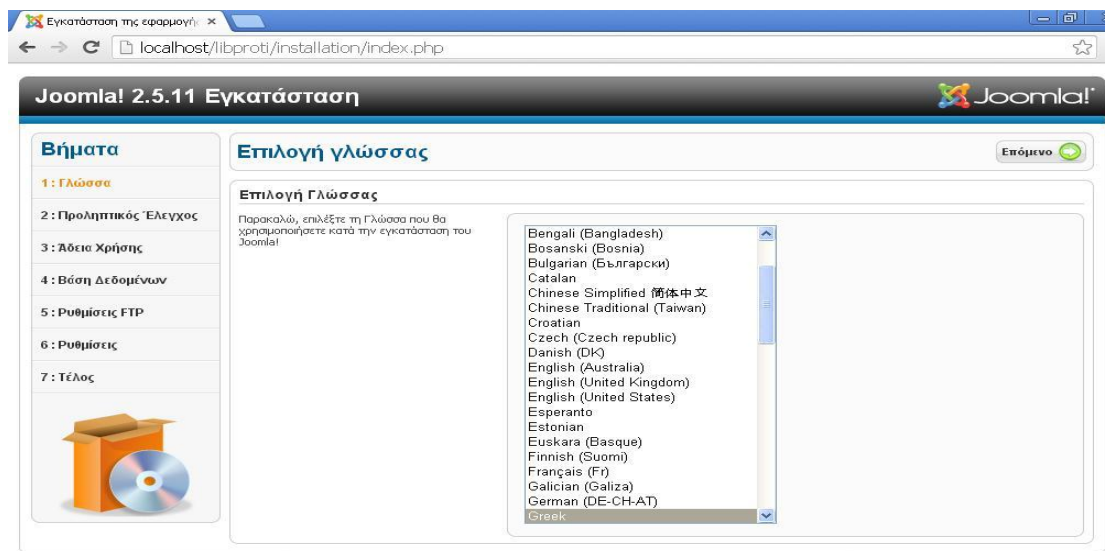 Εγκατάσταση της εφαρμογής
localhost/libproti/installation/index.php
Joomla! 2.5.11 Εγκατάσταση
Joomla!
Βήματα
1 : Γλώσσα
2 : Προληπτικός Έλεγχος
3 : Άδεια Χρήσης
4 : Βάση Δεδομένων
5 : Ρυθμίσεις FTP
6 : Ρυθμίσεις
7 : Τέλος
Επιλογή γλώσσας
Επόμενο
Επιλογή Γλώσσας
Παρακαλώ, επιλέξτε τη Γλώσσα που θα
χρησιμοποιήσετε κατά την εγκατάσταση του
Joomla!
Bengali (Bangladesh)
Bosanski (Bosnia)
Bulgarian (Български)
Catalan
Chinese Simplified 简体中文
Chinese Traditional (Taiwan)
Croatian
Czech (Czech republic)
Danish (DK)
English (Australia)
English (United Kingdom)
English (United States)
Esperanto
Estonian
Euskara (Basque)
Finnish (Suomi)
Français (Fr)
Galician (Galiza)
German (DE-CH-AT)
Greek